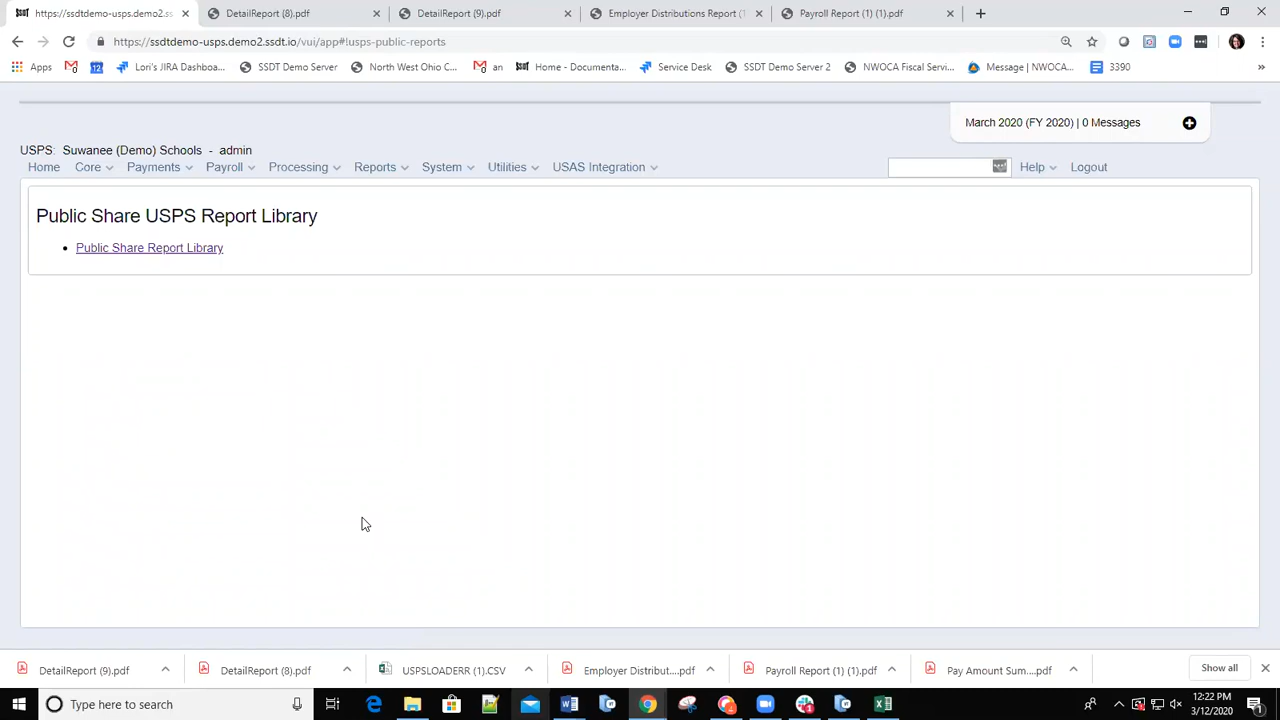 https://ssdtdemo-usps.demo2.ss
DetailReport (8).pdf
DetailReport (9).pdf
Employer Distributions Report (1
Payroll Report (1) (1).pdf
https://ssdtdemo-usps.demo2.ssdt.io/vui/app#!usps-public-reports
Apps
12
Lori's JIRA Dashboa...
SSDT Demo Server
North West Ohio C...
an
Home - Documenta...
Service Desk
SSDT Demo Server 2
NWOCA Fiscal Servi...
Message | NWOCA...
3390
»
March 2020 (FY 2020) | 0 Messages
USPS: Suwanee (Demo) Schools - admin
Home Core Payments Payroll Processing Reports System Utilities USAS Integration Help Logout
Public Share USPS Report Library
• Public Share Report Library
DetailReport (9).pdf
DetailReport (8).pdf
USPSLOADERR (1).CSV
Employer Distribut....pdf
Payroll Report (1) (1).pdf
Pay Amount Sum....pdf
Show all
Type here to search
12:22 PM
3/12/2020